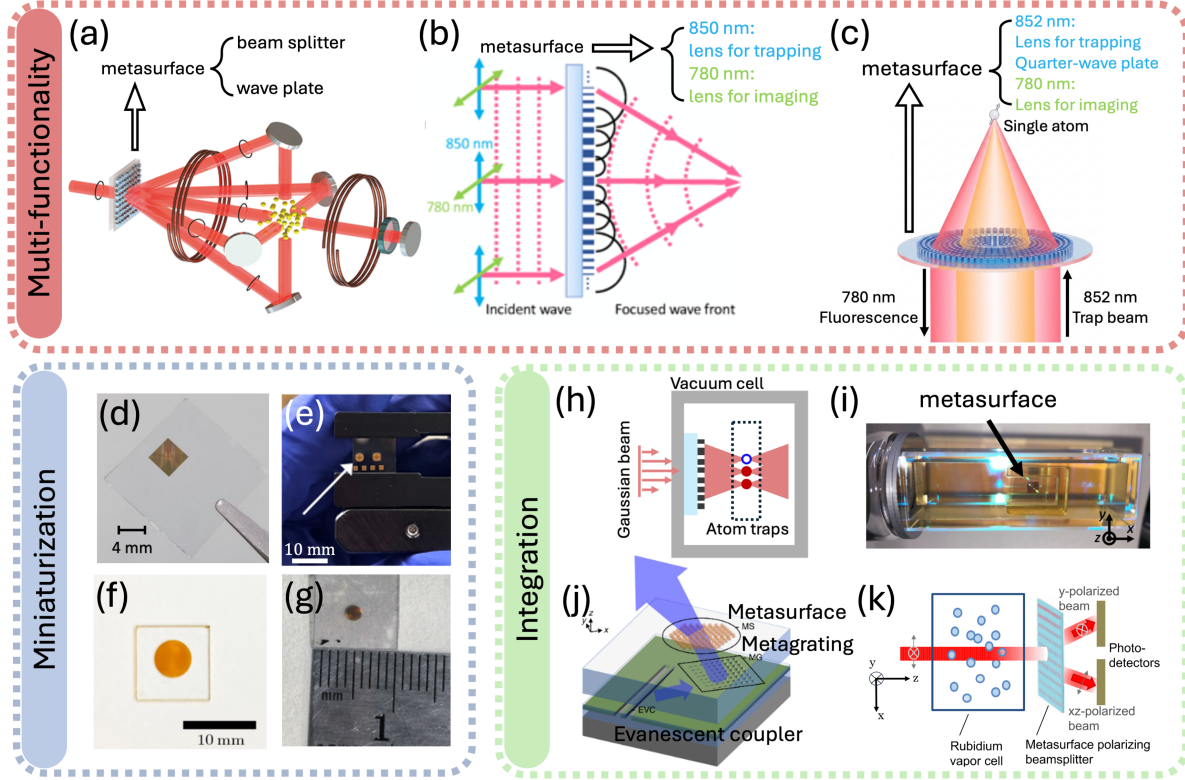 Multi-functionality
(a)
beam splitter
metasurface
wave plate
(b)
metasurface
850 nm:
lens for trapping
780 nm:
lens for imaging
850 nm
780 nm
Incident wave
Focused wave front
(c)
metasurface
852 nm:
Lens for trapping
Quarter-wave plate
780 nm:
Lens for imaging
Single atom
780 nm
Fluorescence
852 nm
Trap beam
Miniaturization
(d)
4 mm
(e)
10 mm
(f)
10 mm
(g)
mm
1
Integration
(h)
Vacuum cell
Gaussian beam
Atom traps
(i)
metasurface
y
z
x
(j)
z
y
x
Metasurface
MS
Metagrating
MG
EVC
Evanescent coupler
(k)
y-polarized
beam
Photo-
detectors
y
z
x
xz-polarized
beam
Rubidium
vapor cell
Metasurface polarizing
beamsplitter